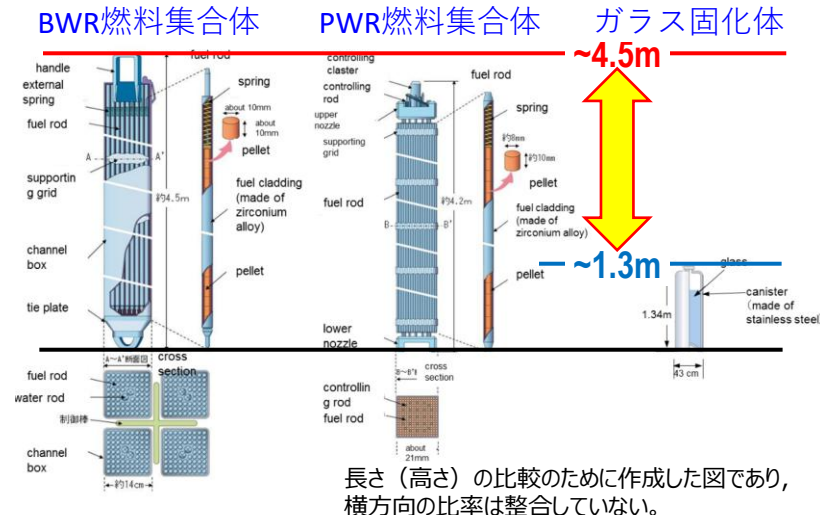 BWR燃料集合体
PWR燃料集合体
ガラス固化体
~4.5m
~1.3m
handle
external
spring
fuel rod
A
A'
supportin
g grid
channel
box
tie plate
約4.5m
fuel rod
spring
about 10mm
about
10mm
pellet
fuel cladding
(made of
zirconium
alloy)
pellet
A~A'断面図
cross
section
fuel rod
water rod
制御棒
channel
box
約14cm
controlling
claster
controlling
rod
upper
nozzle
supporting
grid
fuel rod
B
B'
lower
nozzle
約4.2m
fuel rod
spring
約8mm
約10mm
pellet
fuel cladding
(made of
zirconium alloy)
pellet
cross
section
controllin
g rod
fuel rod
about
21mm
glass
canister
(made of
stainless steel
1.34m
43 cm
長さ（高さ）の比較のために作成した図であり,
横方向の比率は整合していない。